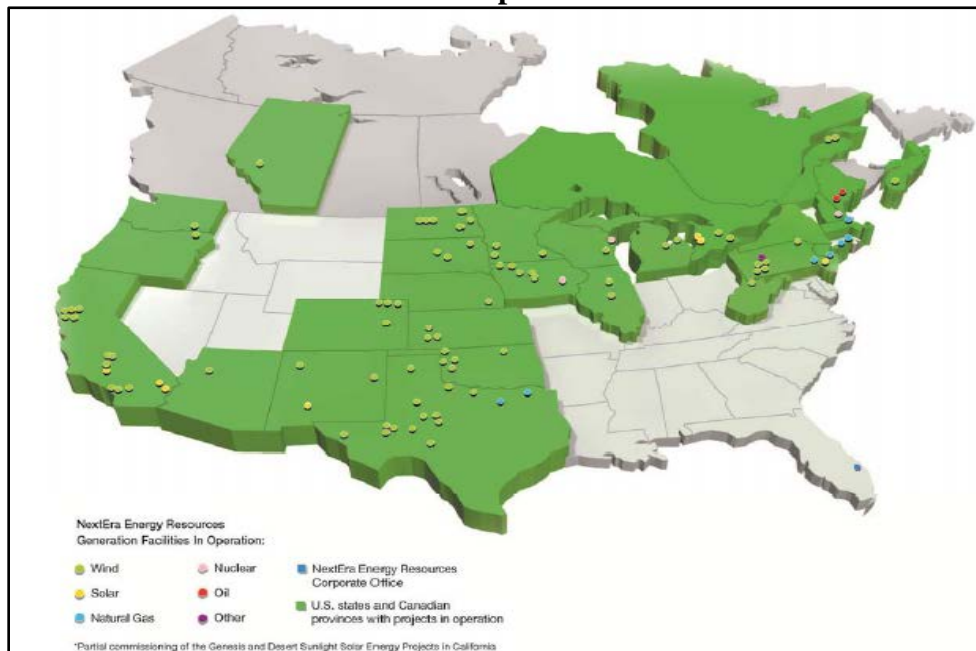 NextEra Energy Resources
Generation Facilities In Operation:
Wind
Solar
Natural Gas
Nuclear
Oil
Other
NextEra Energy Resources
Corporate Office
U.S. states and Canadian
provinces with projects in operation
*Partial commissioning of the Genesis and Desert Sunlight Solar Energy Projects in California